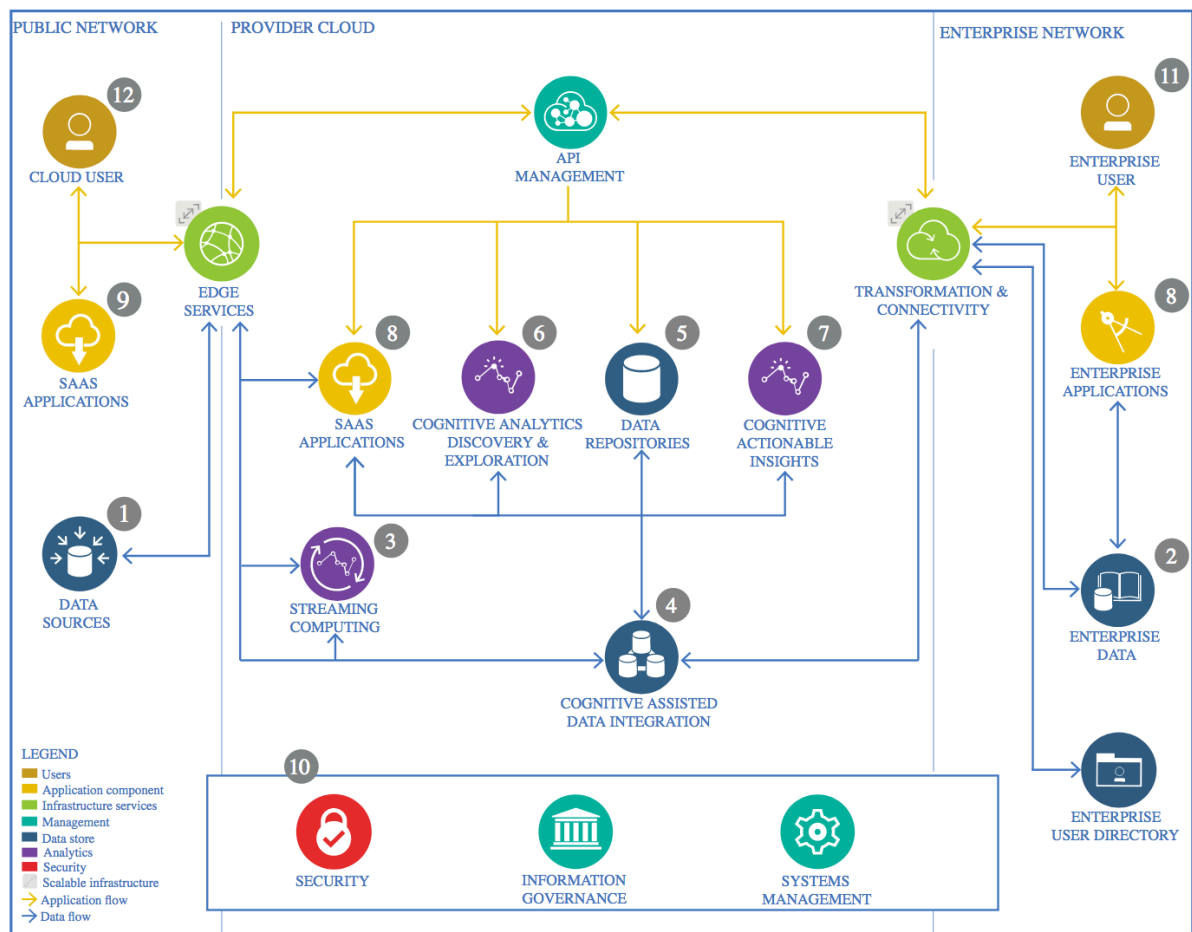 PUBLIC NETWORK
PROVIDER CLOUD
ENTERPRISE NETWORK
12
CLOUD USER
11
ENTERPRISE
USER
API
MANAGEMENT
EDGE
SERVICES
TRANSFORMATION &
CONNECTIVITY
9
SAAS
APPLICATIONS
8
SAAS
APPLICATIONS
6
COGNITIVE ANALYTICS
DISCOVERY &
EXPLORATION
5
DATA
REPOSITORIES
7
COGNITIVE
ACTIONABLE
INSIGHTS
8
ENTERPRISE
APPLICATIONS
1
DATA
SOURCES
3
STREAMING
COMPUTING
4
COGNITIVE ASSISTED
DATA INTEGRATION
2
ENTERPRISE
DATA
ENTERPRISE
USER DIRECTORY
LEGEND
Users
Application component
Infrastructure services
Management
Data store
Analytics
Security
Scalable infrastructure
Application flow
Data flow
10
SECURITY
INFORMATION
GOVERNANCE
SYSTEMS
MANAGEMENT